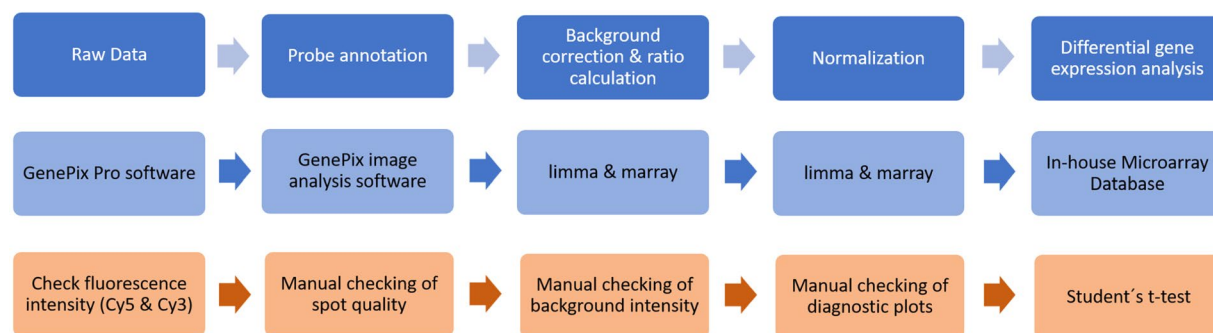 Raw Data
Probe annotation
Background
correction & ratio
calculation
Normalization
Differential gene
expression analysis
GenePix Pro software
GenePix image
analysis software
limma & marray
limma & marray
In-house Microarray
Database
Check fluorescence
intensity (Cy5 & Cy3)
Manual checking of
spot quality
Manual checking of
background intensity
Manual checking of
diagnostic plots
Student´s t-test